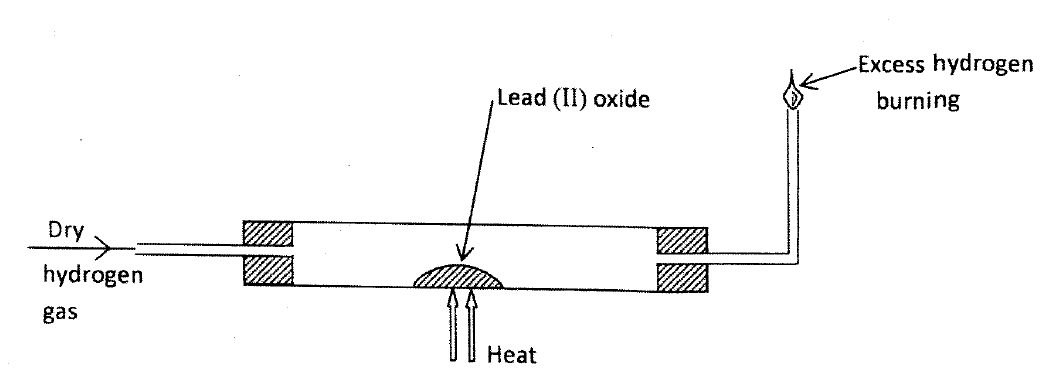 Excess hydrogen
burning
Lead (II) oxide
Dry
hydrogen
gas
Heat